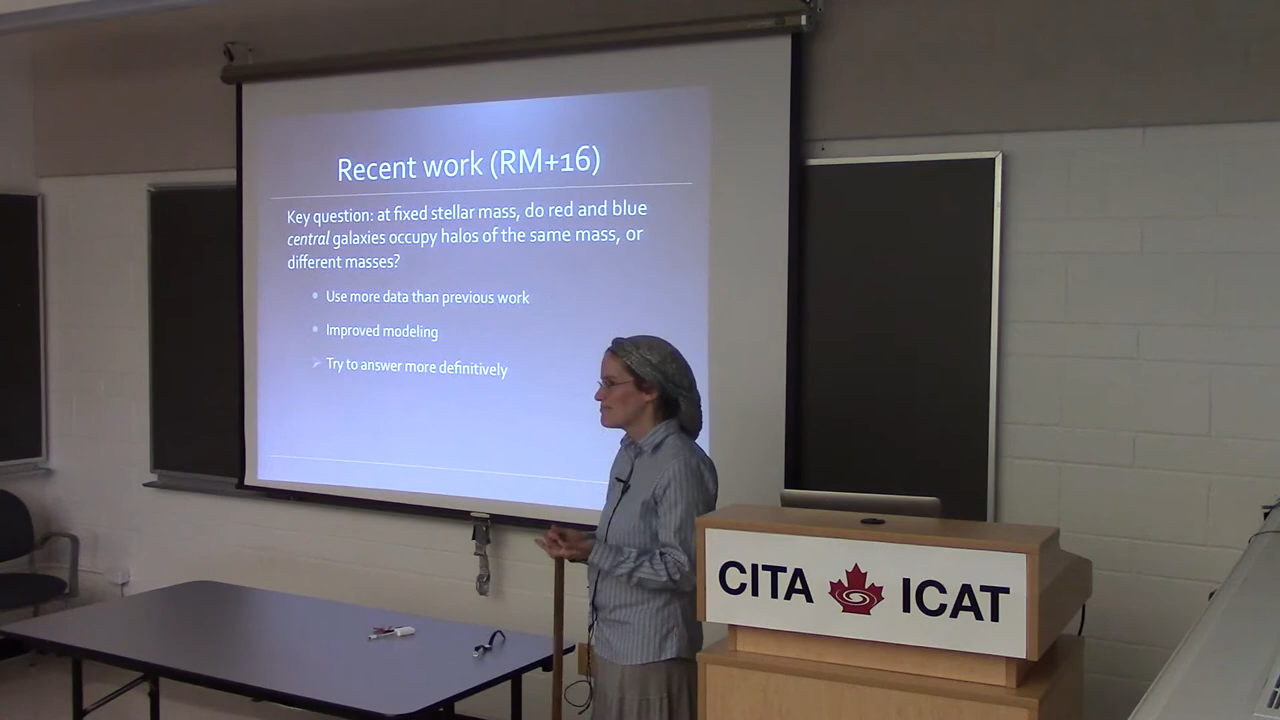 Recent work (RM+16)
Key question: at fixed stellar mass, do red and blue
central galaxies occupy halos of the same mass, or
different masses?
• Use more data than previous work
• Improved modeling
➢ Try to answer more definitively
CITA ICAT